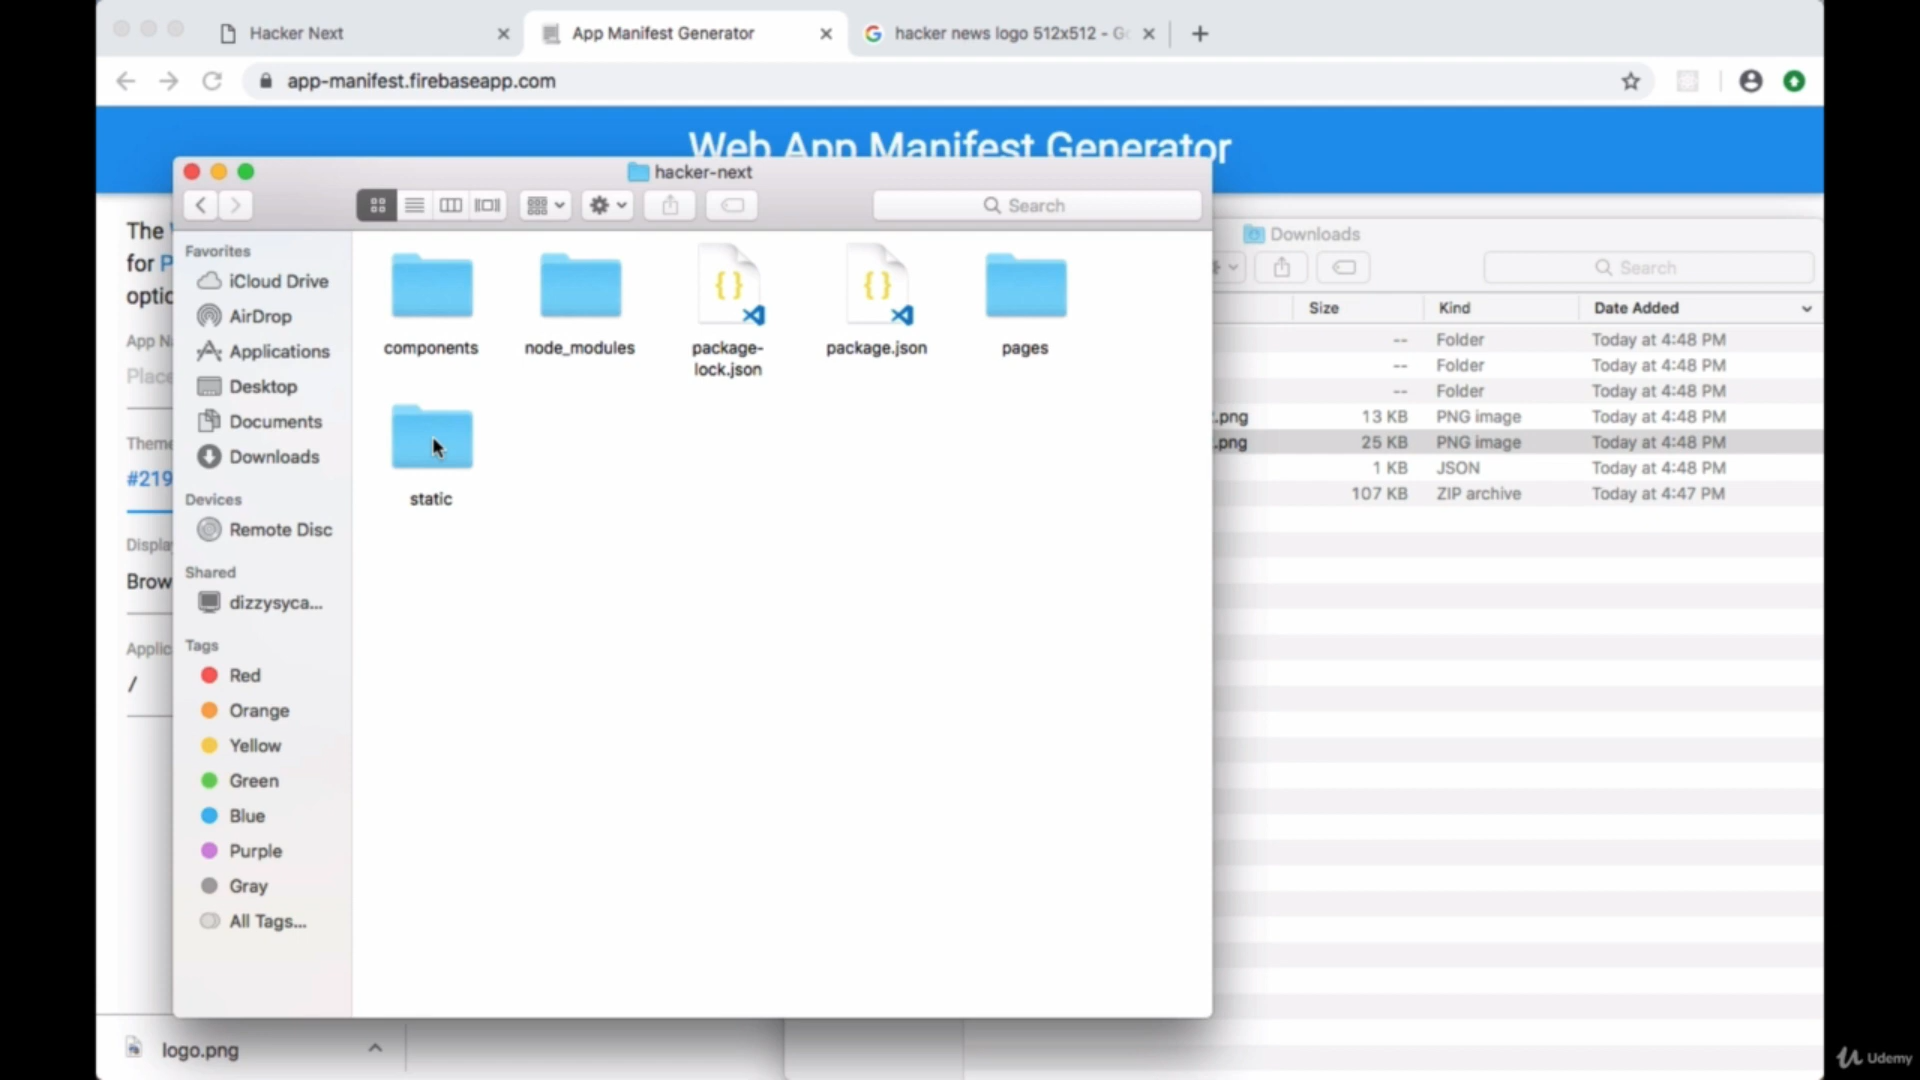 Hacker Next
App Manifest Generator
hacker news logo 512x512 - Go
app-manifest.firebaseapp.com
Web App Manifest Generator
hacker-next
Search
The
for P
optic
App N
Place
Theme
#219
Display
Brow
Applic
/
Favorites
iCloud Drive
AirDrop
Applications
Desktop
Documents
Downloads
Devices
Remote Disc
Shared
dizzysyca...
Tags
Red
Orange
Yellow
Green
Blue
Purple
Gray
All Tags...
components
node_modules
package-
lock.json
package.json
pages
static
Downloads
Search
Size Kind Date Added
-- Folder Today at 4:48 PM
-- Folder Today at 4:48 PM
-- Folder Today at 4:48 PM
.png 13 KB PNG image Today at 4:48 PM
.png 25 KB PNG image Today at 4:48 PM
1 KB JSON Today at 4:48 PM
107 KB ZIP archive Today at 4:47 PM
logo.png
Udemy